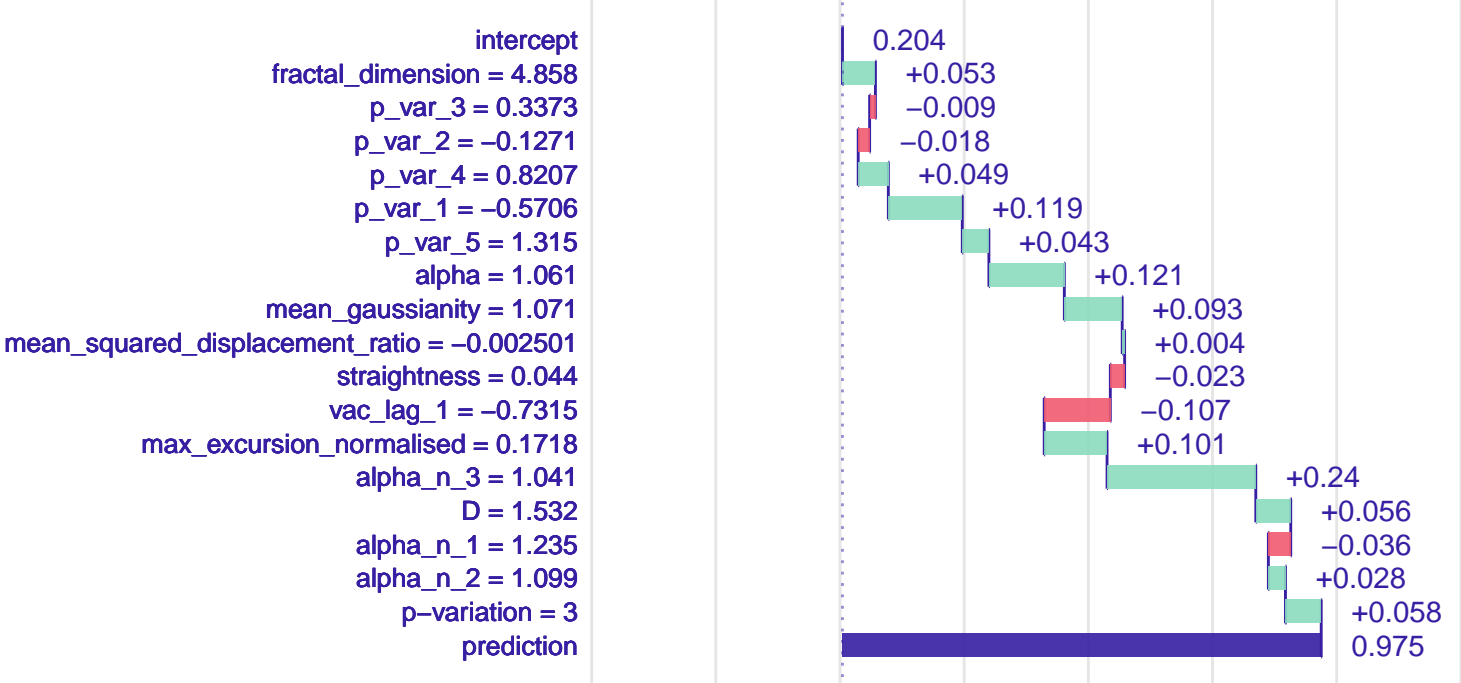 intercept 0.204
fractal_dimension = 4.858 +0.053
p_var_3 = 0.3373 −0.009
p_var_2 = −0.1271 −0.018
p_var_4 = 0.8207 +0.049
p_var_1 = −0.5706 +0.119
p_var_5 = 1.315 +0.043
alpha = 1.061 +0.121
mean_gaussianity = 1.071 +0.093
mean_squared_displacement_ratio = −0.002501 +0.004
straightness = 0.044 −0.023
vac_lag_1 = −0.7315 −0.107
max_excursion_normalised = 0.1718 +0.101
alpha_n_3 = 1.041 +0.24
D = 1.532 +0.056
alpha_n_1 = 1.235 −0.036
alpha_n_2 = 1.099 +0.028
p−variation = 3 +0.058
prediction 0.975